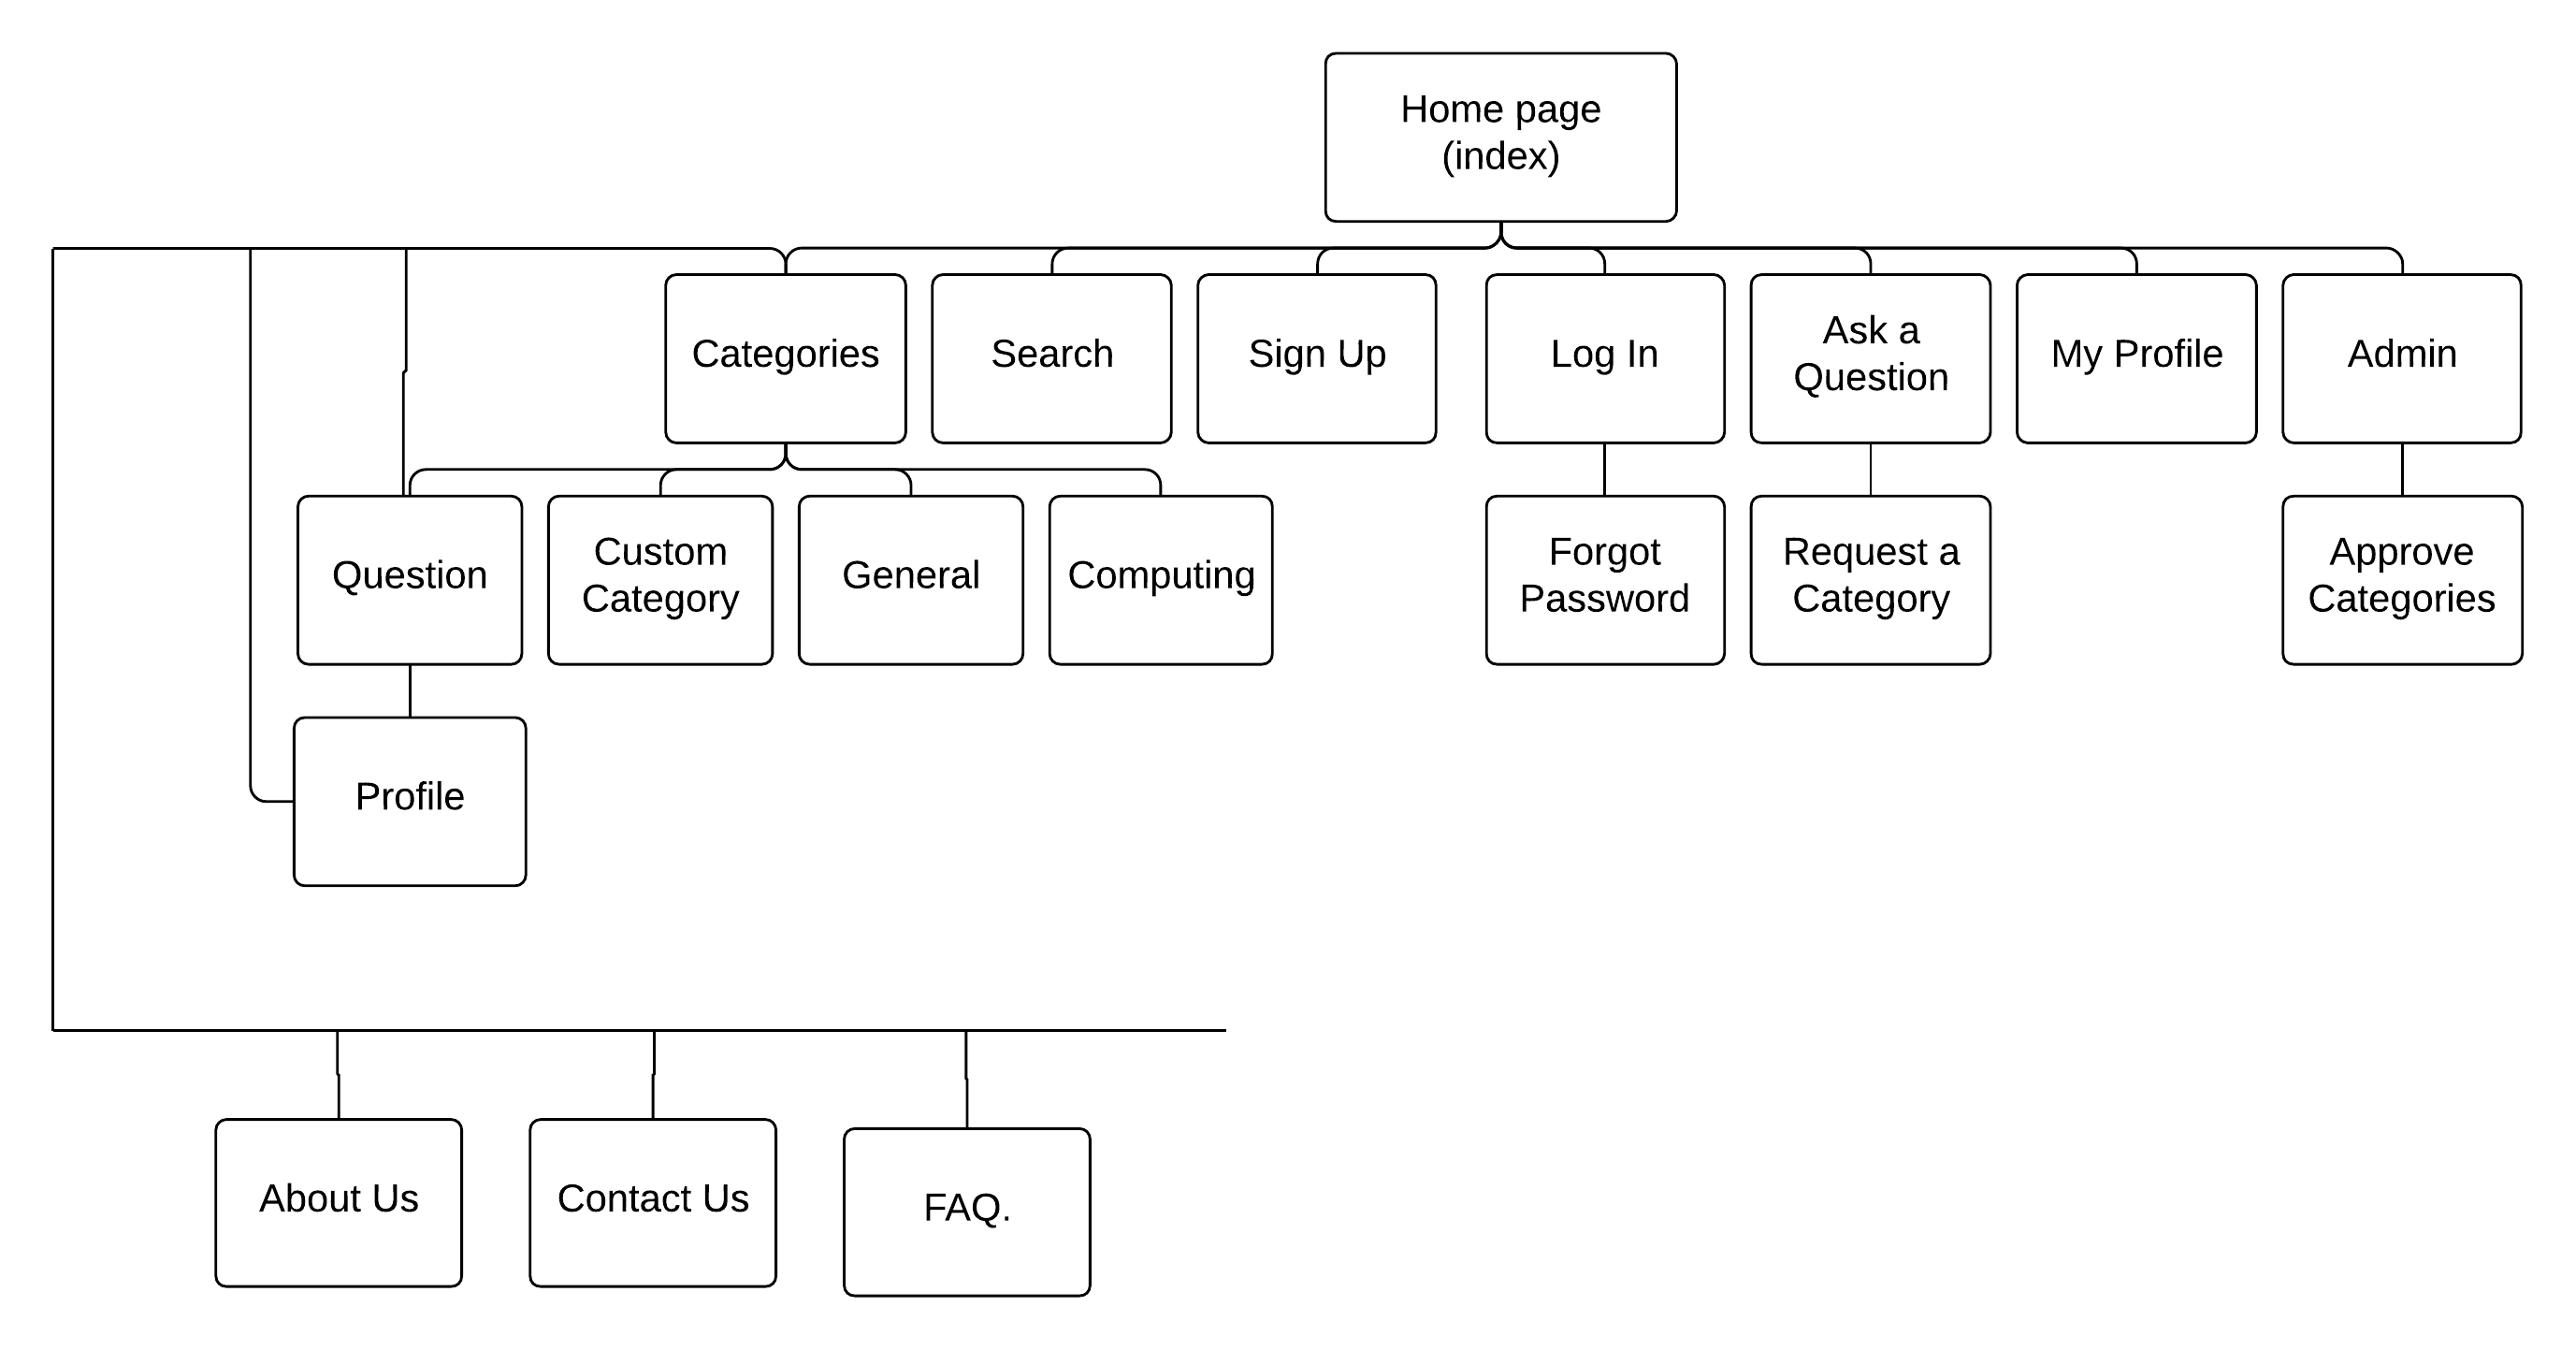 Home page
(index)
Categories
Search
Sign Up
Log In
Ask a
Question
My Profile
Admin
Question
Custom
Category
General
Computing
Forgot
Password
Request a
Category
Approve
Categories
Profile
About Us
Contact Us
FAQ.